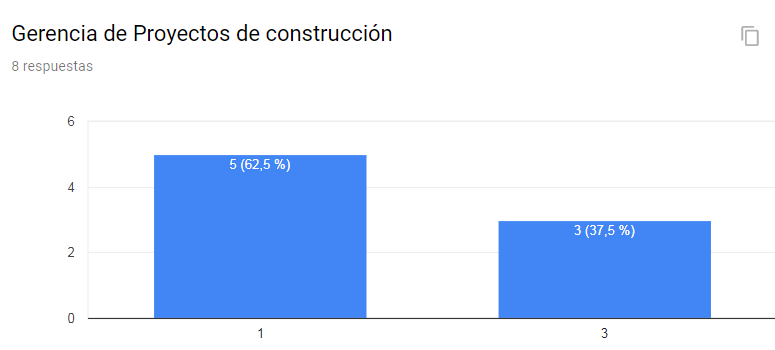 Gerencia de Proyectos de construcción
8 respuestas
6
4
2
0
5 (62,5 %)
3 (37,5 %)
1
3